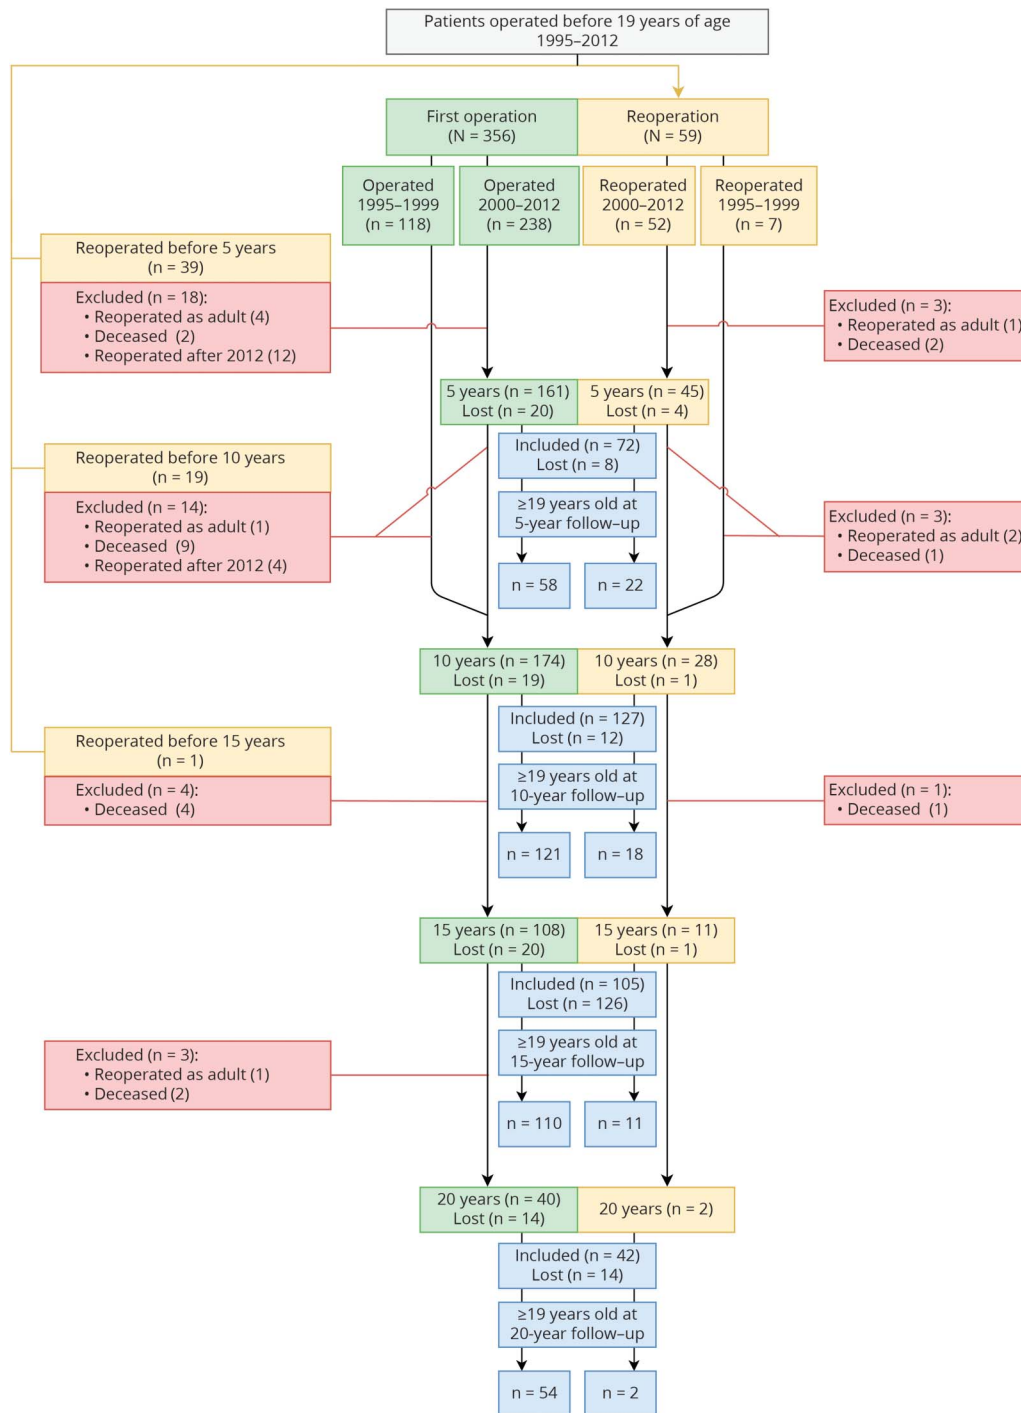 Patients operated before 19 years of age
1995–2012
First operation
(N = 356)
Reoperation
(N = 59)
Operated
1995–1999
(n = 118)
Operated
2000–2012
(n = 238)
Reoperated
2000–2012
(n = 52)
Reoperated
1995–1999
(n = 7)
Reoperated before 5 years
(n = 39)
Excluded (n = 18):
• Reoperated as adult (4)
• Deceased (2)
• Reoperated after 2012 (12)
Excluded (n = 3):
• Reoperated as adult (1)
• Deceased (2)
5 years (n = 161)
Lost (n = 20)
5 years (n = 45)
Lost (n = 4)
Included (n = 72)
Lost (n = 8)
≥19 years old at
5-year follow–up
n = 58
n = 22
Reoperated before 10 years
(n = 19)
Excluded (n = 14):
• Reoperated as adult (1)
• Deceased (9)
• Reoperated after 2012 (4)
Excluded (n = 3):
• Reoperated as adult (2)
• Deceased (1)
10 years (n = 174)
Lost (n = 19)
10 years (n = 28)
Lost (n = 1)
Included (n = 127)
Lost (n = 12)
≥19 years old at
10-year follow–up
n = 121
n = 18
Reoperated before 15 years
(n = 1)
Excluded (n = 4):
• Deceased (4)
Excluded (n = 1):
• Deceased (1)
15 years (n = 108)
Lost (n = 20)
15 years (n = 11)
Lost (n = 1)
Included (n = 105)
Lost (n = 126)
≥19 years old at
15-year follow–up
n = 110
n = 11
Excluded (n = 3):
• Reoperated as adult (1)
• Deceased (2)
20 years (n = 40)
Lost (n = 14)
20 years (n = 2)
Included (n = 42)
Lost (n = 14)
≥19 years old at
20-year follow–up
n = 54
n = 2